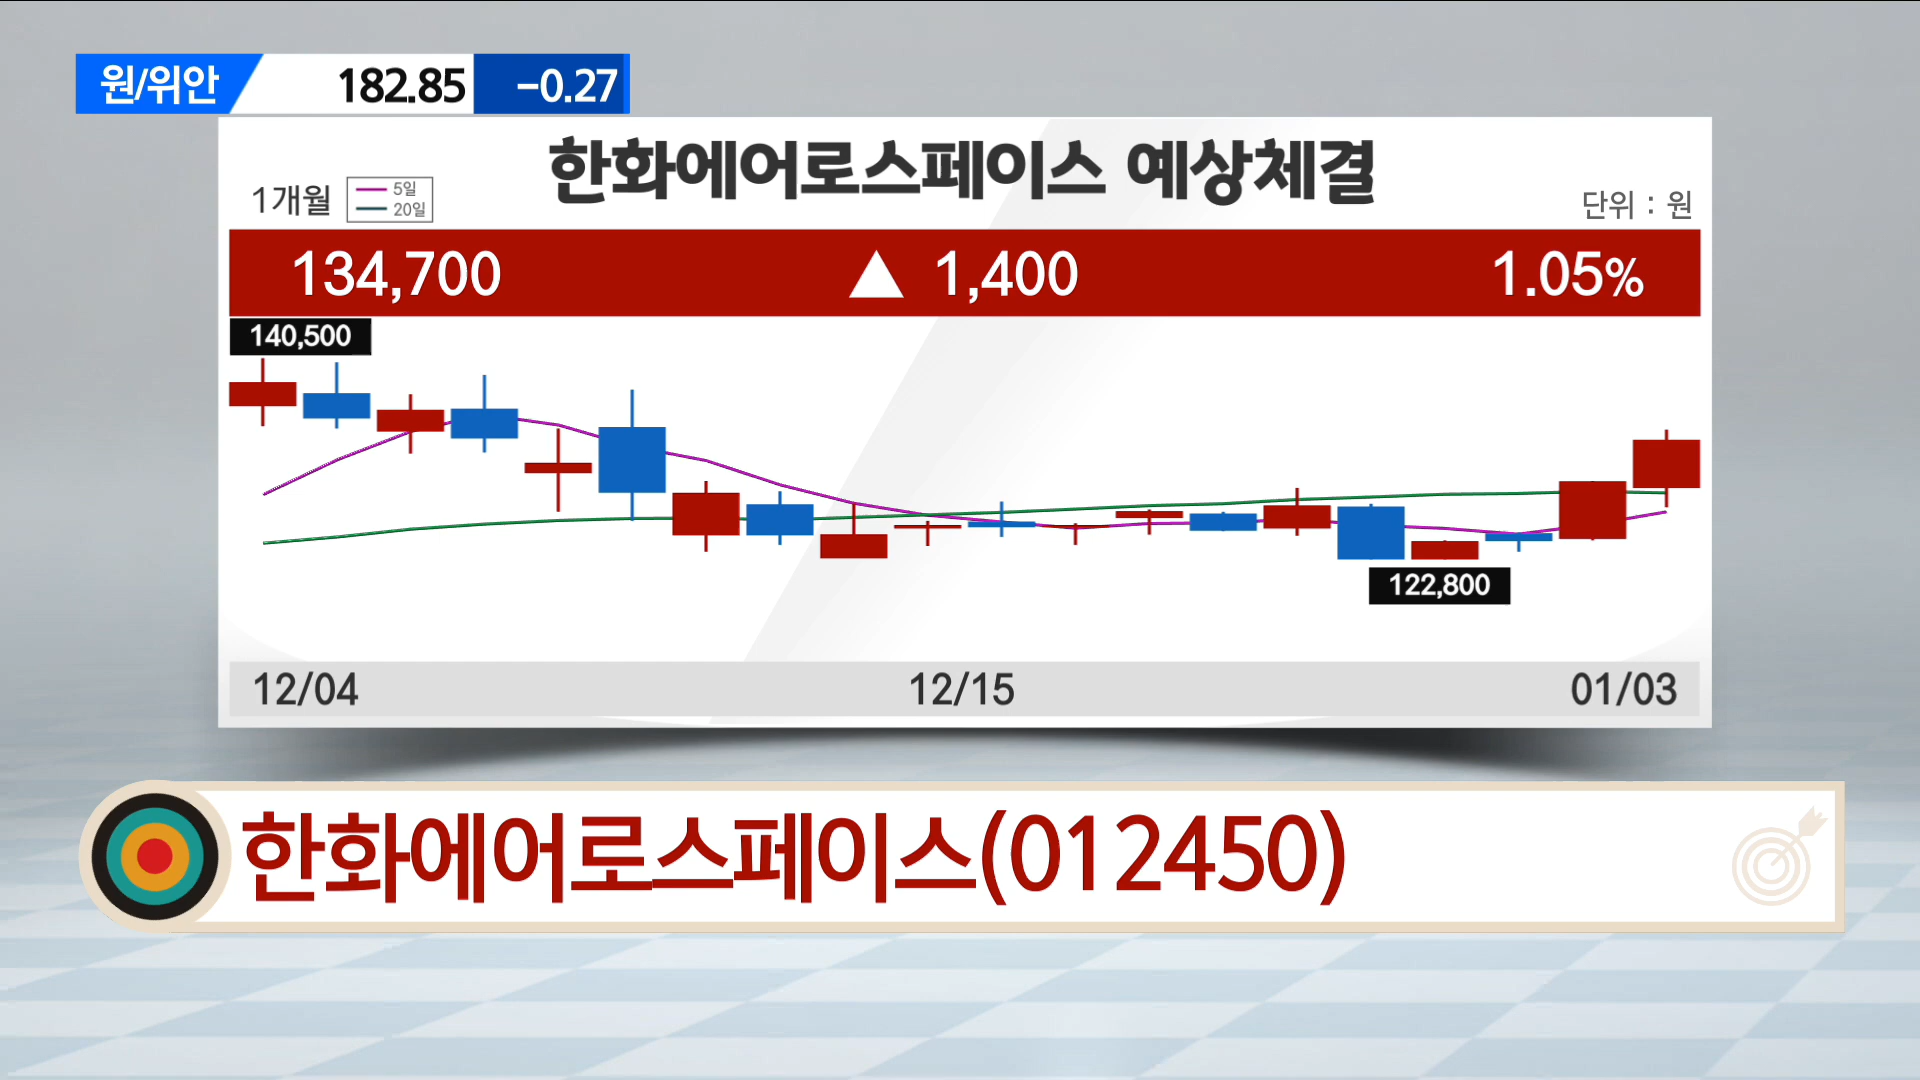 원/위안 182.85 -0.27
한화에어로스페이스 예상체결
1개월
5일
20일
단위 : 원
134,700 ▲ 1,400 1.05%
140,500
122,800
12/04 12/15 01/03
한화에어로스페이스(012450)